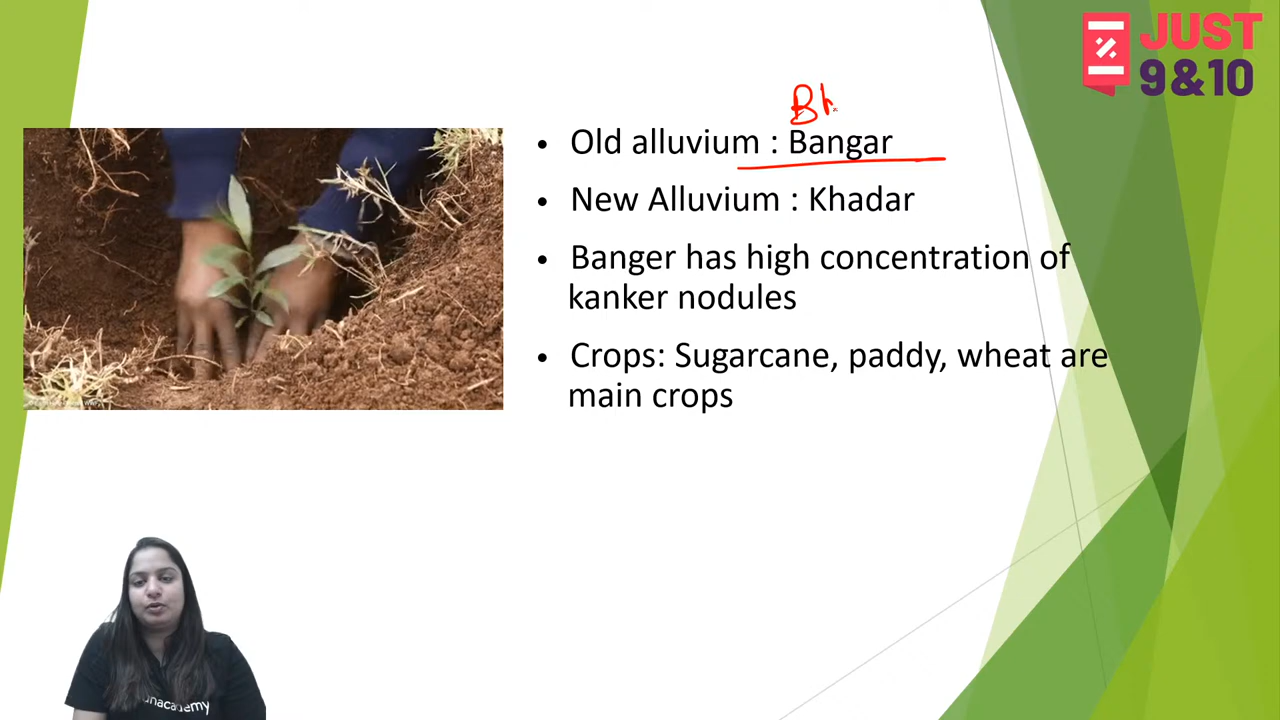 JUST
9&10
Bh
• Old alluvium : Bangar
• New Alluvium : Khadar
• Banger has high concentration of
kanker nodules
• Crops: Sugarcane, paddy, wheat are
main crops
unacademy